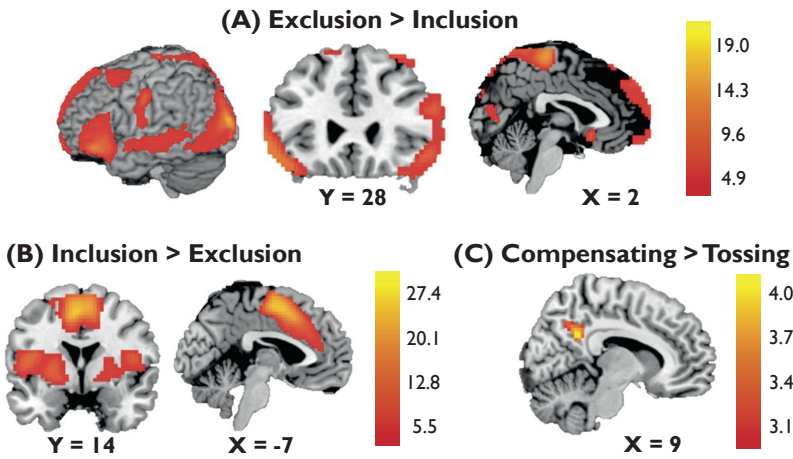 (A) Exclusion > Inclusion
19.0
14.3
9.6
4.9
Y = 28
X = 2
(B) Inclusion > Exclusion
27.4
20.1
12.8
5.5
Y = 14
X = -7
(C) Compensating > Tossing
4.0
3.7
3.4
3.1
X = 9